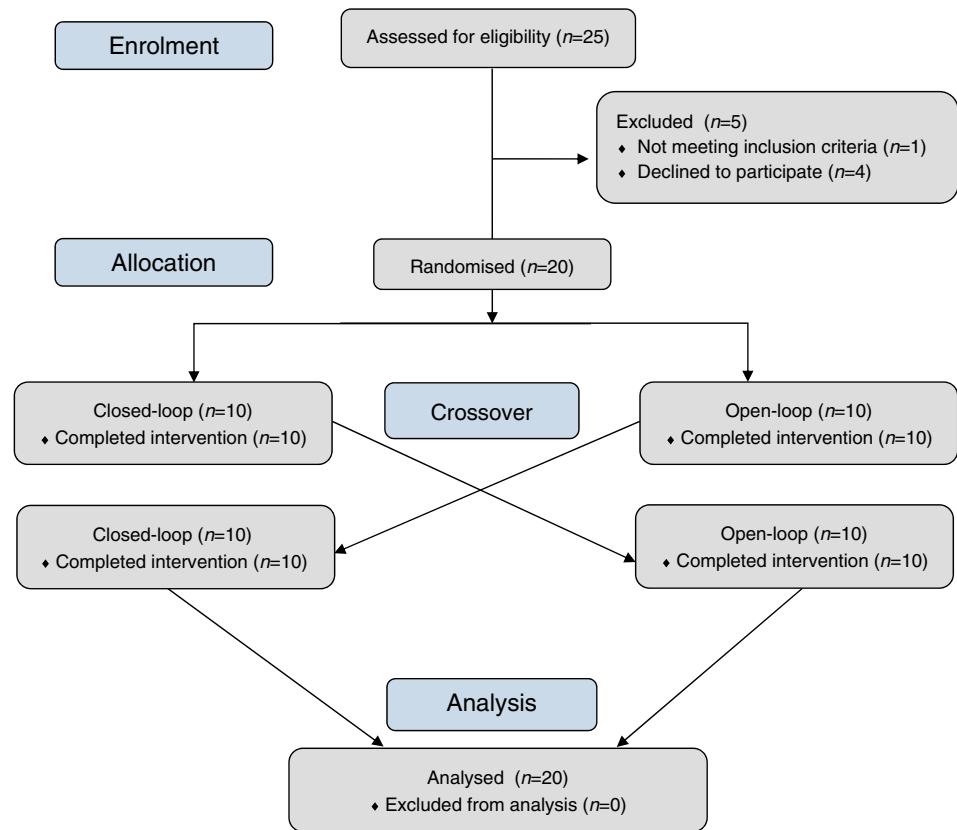 Enrolment
Assessed for eligibility (n=25)
Excluded (n=5)
♦ Not meeting inclusion criteria (n=1)
♦ Declined to participate (n=4)
Allocation
Randomised (n=20)
Closed-loop (n=10)
♦ Completed intervention (n=10)
Crossover
Open-loop (n=10)
♦ Completed intervention (n=10)
Closed-loop (n=10)
♦ Completed intervention (n=10)
Open-loop (n=10)
♦ Completed intervention (n=10)
Analysis
Analysed (n=20)
♦ Excluded from analysis (n=0)